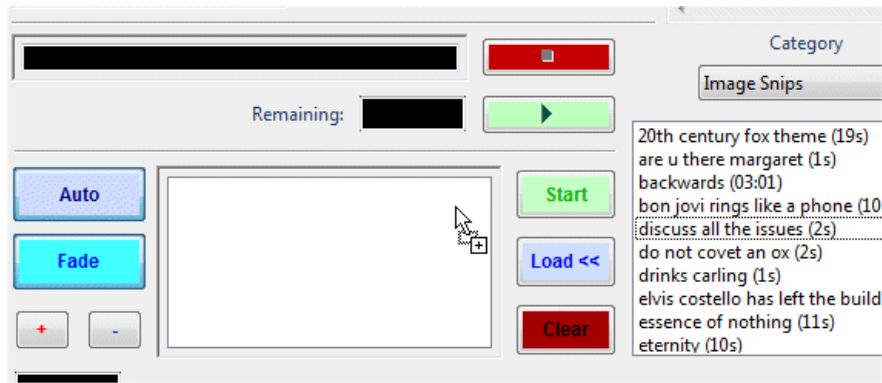 Category
Image Snips
Remaining:
Auto
Fade
+ -
Start
Load <<
Clear
20th century fox theme (19s)
are u there margaret (1s)
backwards (03:01)
bon jovi rings like a phone (10
discuss all the issues (2s)
do not covet an ox (2s)
drinks carling (1s)
elvis costello has left the build
essence of nothing (11s)
eternity (10s)